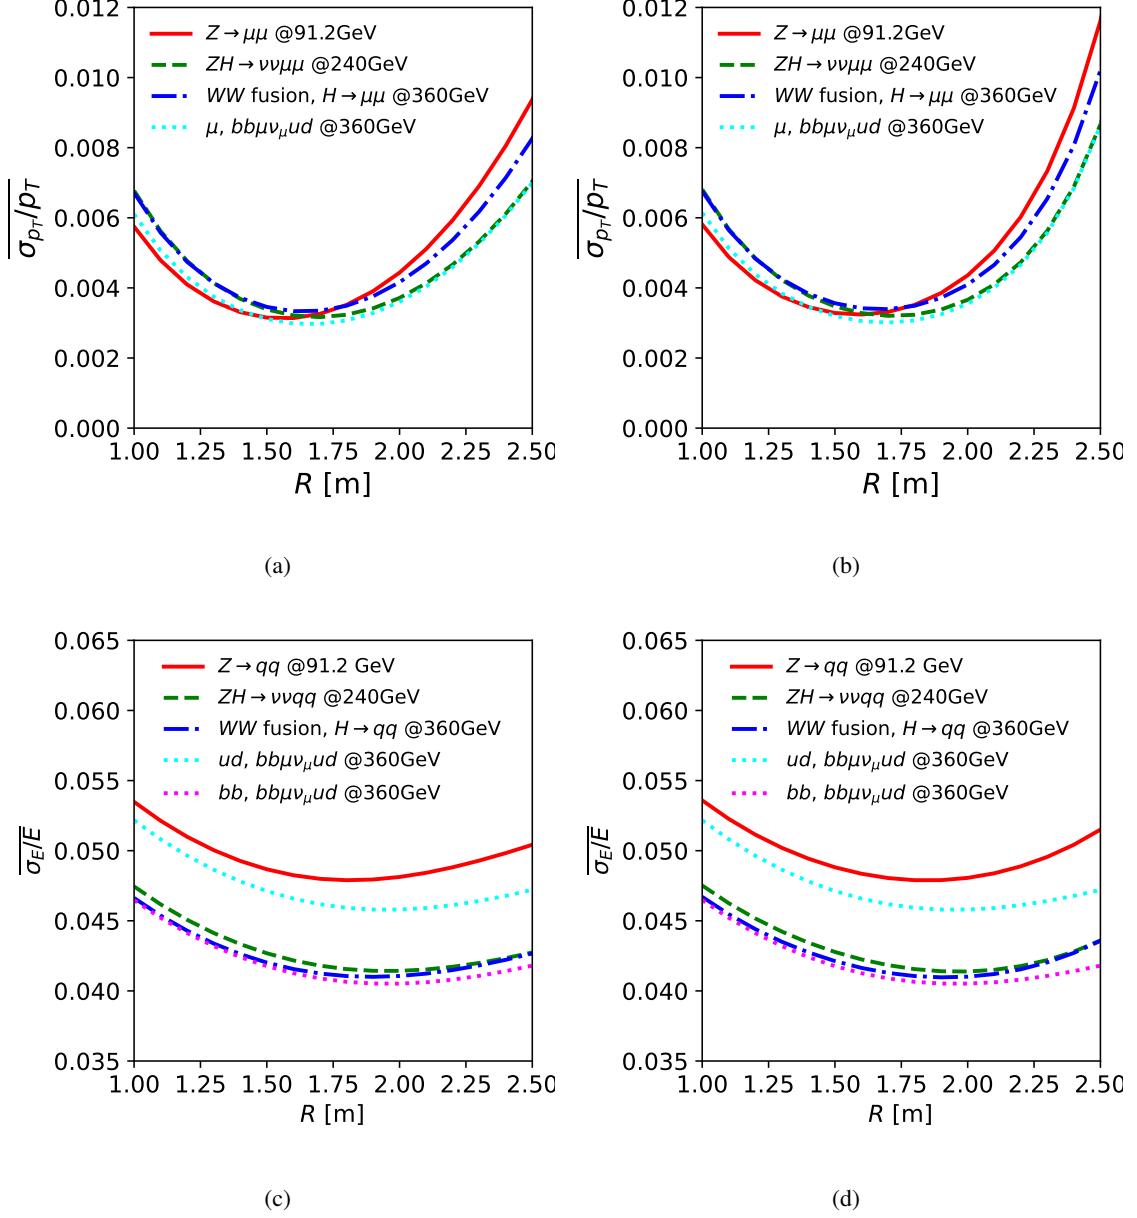 0.012
0.010
0.008
0.006
0.004
0.002
0.000
σ_{p_T}/p_T
Z→μμ @91.2GeV
ZH→ννμμ @240GeV
WW fusion, H→μμ @360GeV
μ, bbμν_μud @360GeV
1.00 1.25 1.50 1.75 2.00 2.25 2.50
R [m]
(a)
0.012
0.010
0.008
0.006
0.004
0.002
0.000
σ_{p_T}/p_T
Z→μμ @91.2GeV
ZH→ννμμ @240GeV
WW fusion, H→μμ @360GeV
μ, bbμν_μud @360GeV
1.00 1.25 1.50 1.75 2.00 2.25 2.50
R [m]
(b)
0.065
0.060
0.055
0.050
0.045
0.040
0.035
σ_E/E
Z→qq @91.2 GeV
ZH→ννqq @240GeV
WW fusion, H→qq @360GeV
ud, bbμν_μud @360GeV
bb, bbμν_μud @360GeV
1.00 1.25 1.50 1.75 2.00 2.25 2.50
R [m]
(c)
0.065
0.060
0.055
0.050
0.045
0.040
0.035
σ_E/E
Z→qq @91.2 GeV
ZH→ννqq @240GeV
WW fusion, H→qq @360GeV
ud, bbμν_μud @360GeV
bb, bbμν_μud @360GeV
1.00 1.25 1.50 1.75 2.00 2.25 2.50
R [m]
(d)